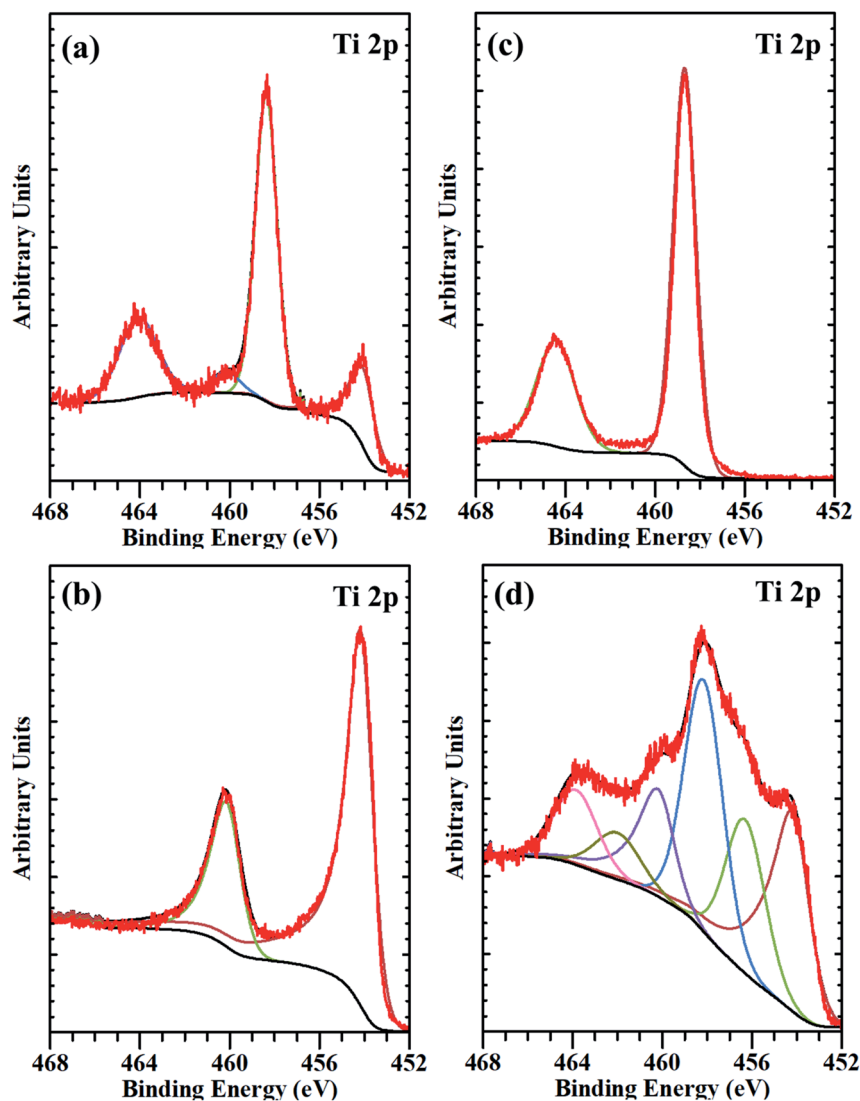 (a)
Ti 2p
Arbitrary Units
468 464 460 456 452
Binding Energy (eV)
(c)
Ti 2p
Arbitrary Units
468 464 460 456 452
Binding Energy (eV)
(b)
Ti 2p
Arbitrary Units
468 464 460 456 452
Binding Energy (eV)
(d)
Ti 2p
Arbitrary Units
468 464 460 456 452
Binding Energy (eV)